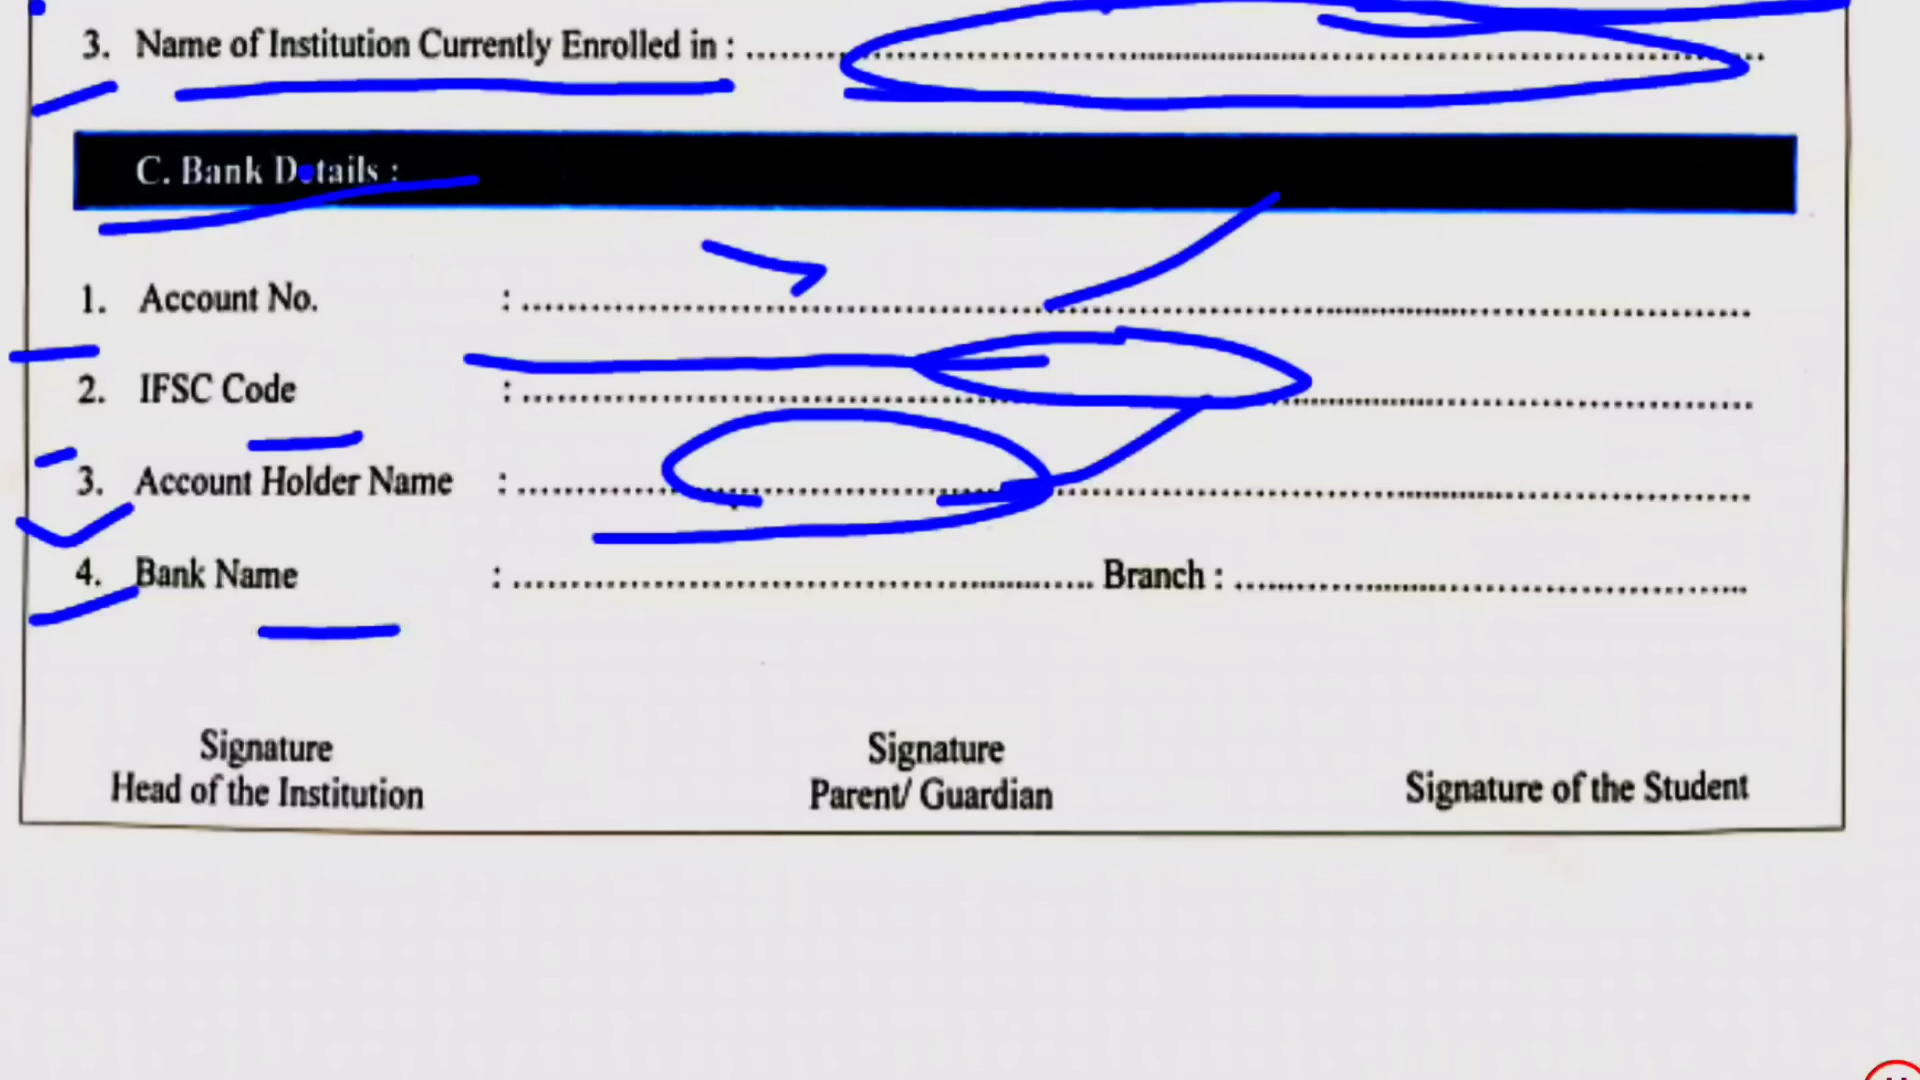 3. Name of Institution Currently Enrolled in : ..............................
C. Bank Details :
1. Account No. : ..............................
2. IFSC Code : ..............................
3. Account Holder Name : ..............................
4. Bank Name : .............................. Branch : ..............................
Signature
Head of the Institution
Signature
Parent/ Guardian
Signature of the Student